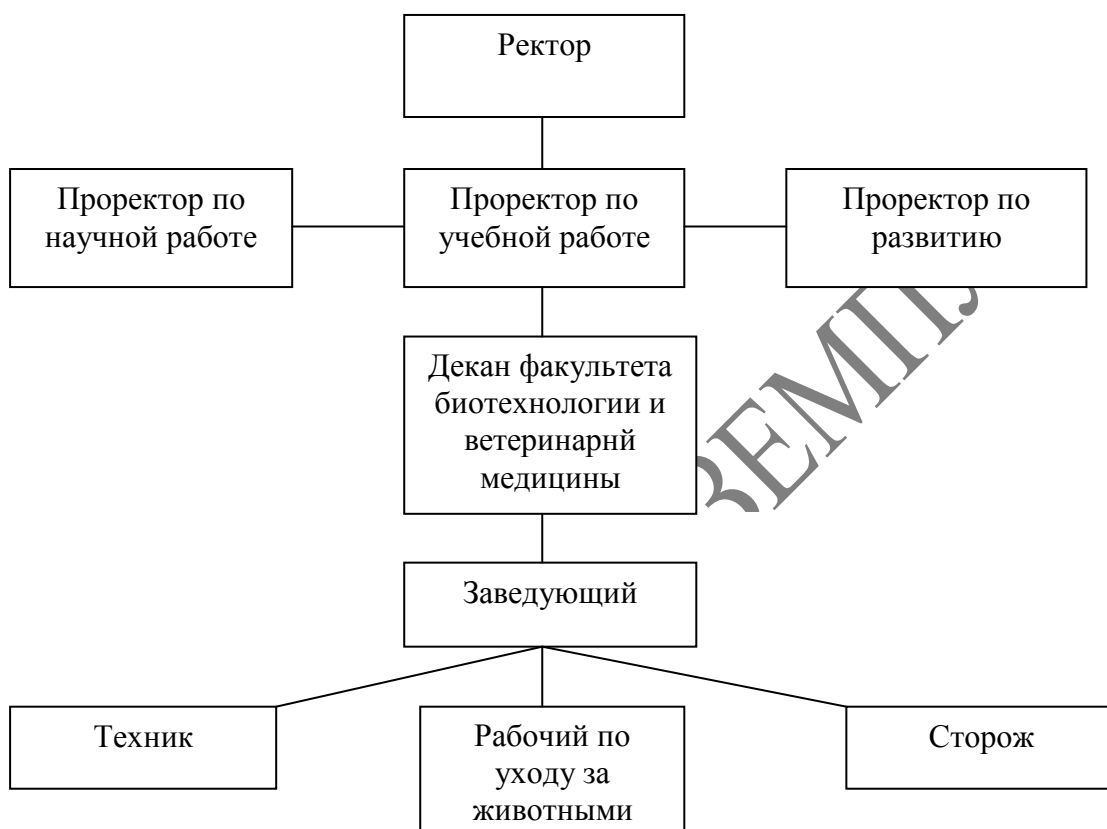 Ректор
Проректор по
научной работе
Проректор по
учебной работе
Проректор по
развитию
Декан факультета
биотехнологии и
ветеринарнй
медицины
Заведующий
Техник
Рабочий по
уходу за
животными
Сторож